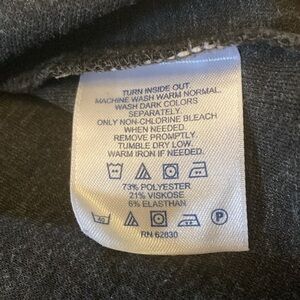 TURN INSIDE OUT.
MACHINE WASH WARM NORMAL.
WASH DARK COLORS
SEPARATELY.
ONLY NON-CHLORINE BLEACH
WHEN NEEDED.
REMOVE PROMPTLY.
TUMBLE DRY LOW.
WARM IRON IF NEEDED.
73% POLYESTER
21% VISKOSE
6% ELASTHAN
P
RN 62830